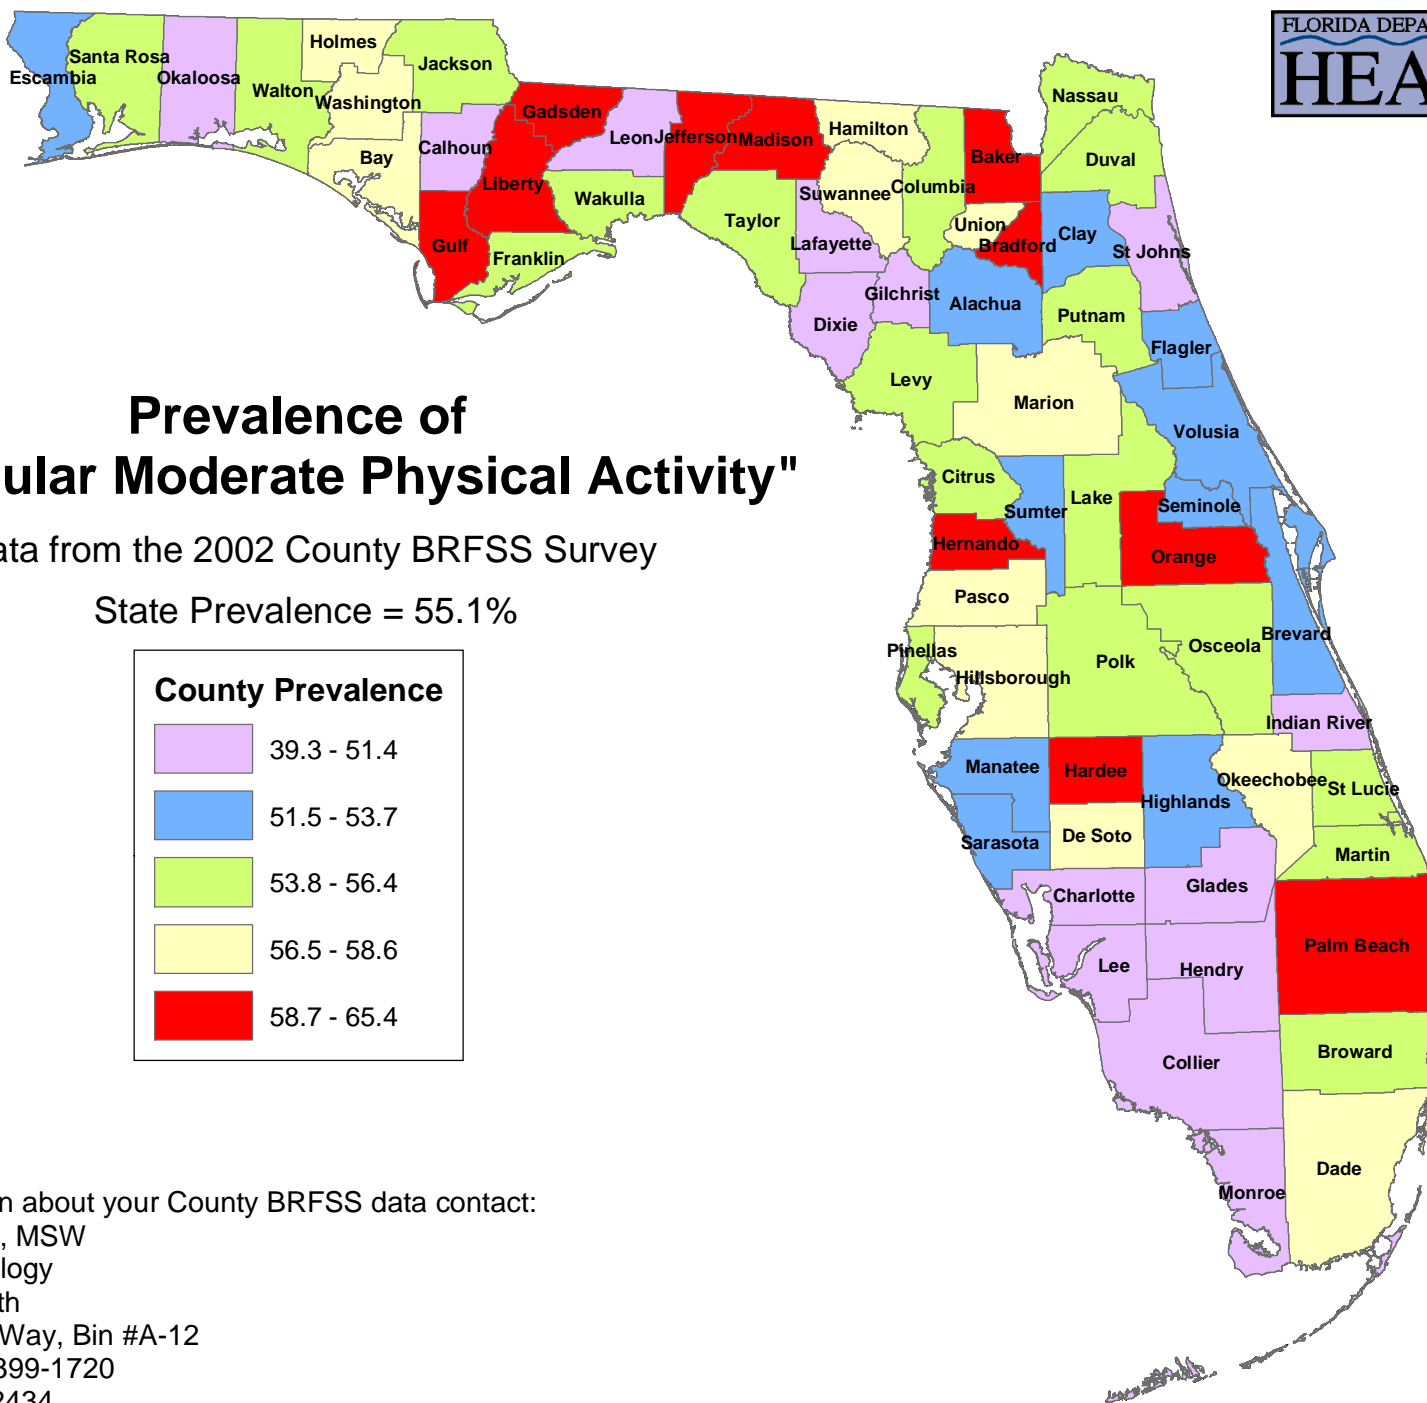 FLORIDA DEPA
HEA
Escambia
Santa Rosa
Okaloosa
Walton
Holmes
Washington
Bay
Jackson
Calhoun
Gulf
Gadsden
Liberty
Franklin
Leon
Wakulla
Jefferson
Madison
Taylor
Hamilton
Suwannee
Lafayette
Dixie
Columbia
Gilchrist
Levy
Baker
Union
Bradford
Alachua
Nassau
Duval
Clay
St Johns
Putnam
Flagler
Marion
Volusia
Citrus
Sumter
Lake
Seminole
Hernando
Orange
Pasco
Brevard
Pinellas
Hillsborough
Polk
Osceola
Indian River
Manatee
Hardee
Highlands
Okeechobee
St Lucie
Sarasota
De Soto
Martin
Charlotte
Glades
Lee
Hendry
Palm Beach
Collier
Broward
Monroe
Dade
Prevalence of
ular Moderate Physical Activity"
ata from the 2002 County BRFSS Survey
State Prevalence = 55.1%
County Prevalence
39.3 - 51.4
51.5 - 53.7
53.8 - 56.4
56.5 - 58.6
58.7 - 65.4
n about your County BRFSS data contact:
, MSW
logy
th
Way, Bin #A-12
399-1720
2434